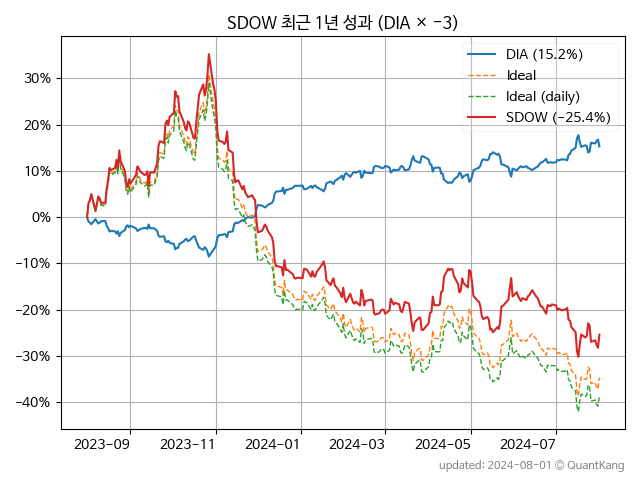 SDOW 최근 1년 성과 (DIA × −3)
DIA (15.2%)
Ideal
Ideal (daily)
SDOW (−25.4%)
30%
20%
10%
0%
−10%
−20%
−30%
−40%
2023−09
2023−11
2024−01
2024−03
2024−05
2024−07
updated: 2024−08−01 © QuantKang